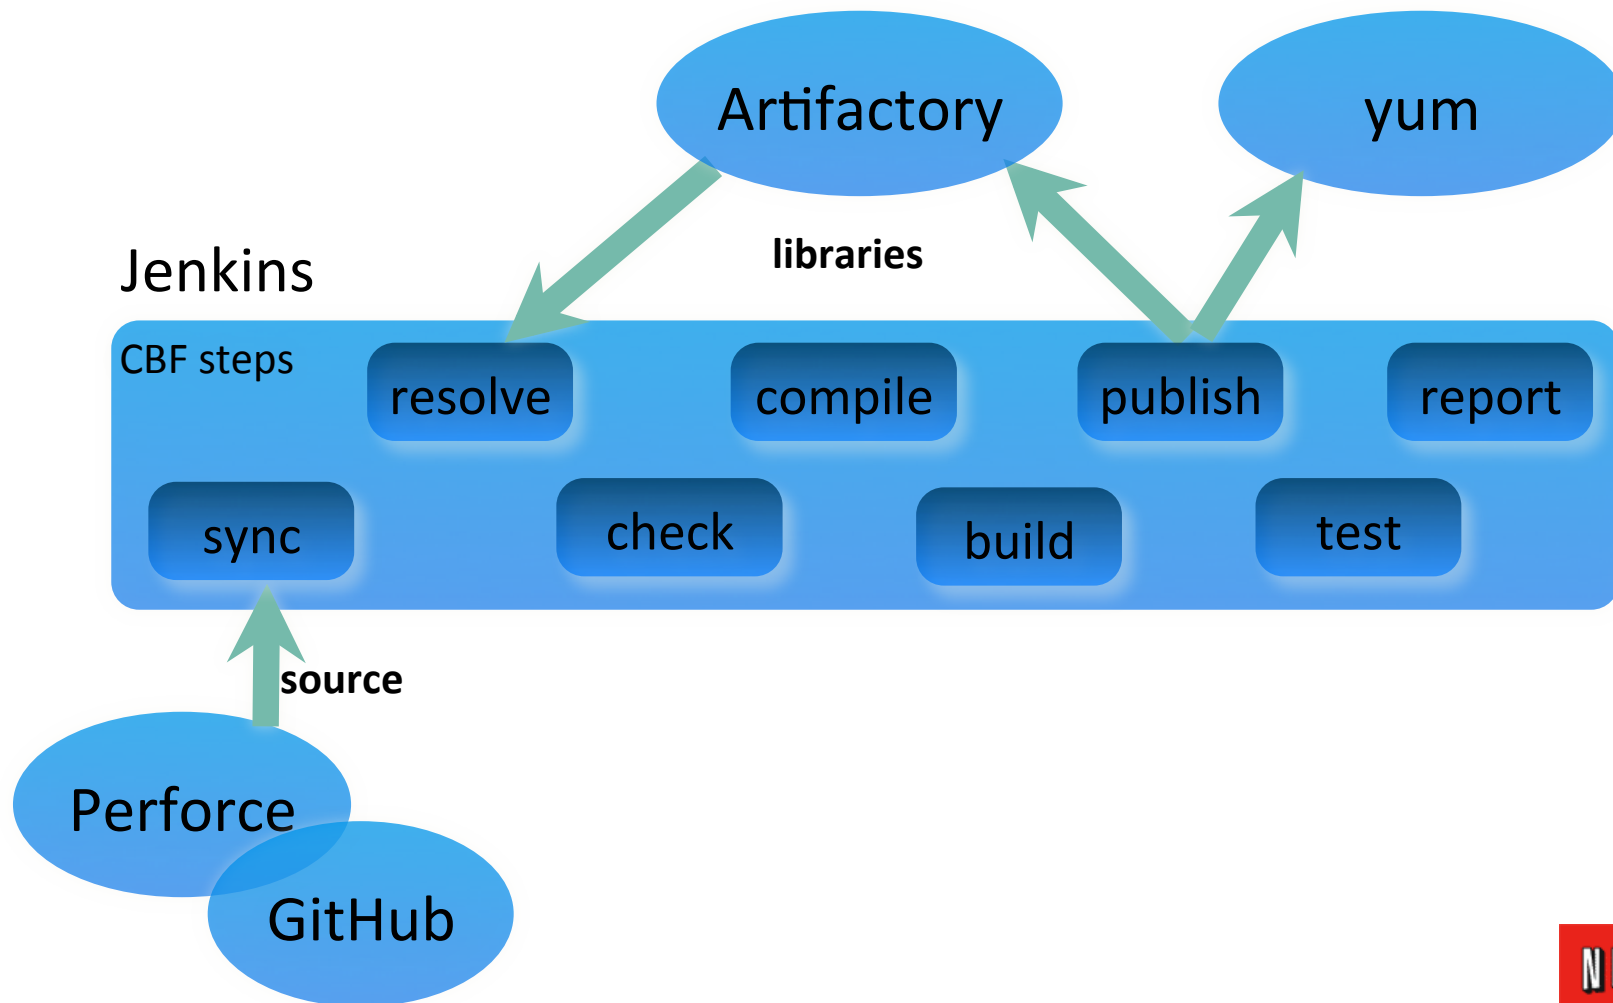 Artifactory
yum
libraries
Jenkins
CBF steps
resolve
compile
publish
report
sync
check
build
test
source
Perforce
GitHub
N